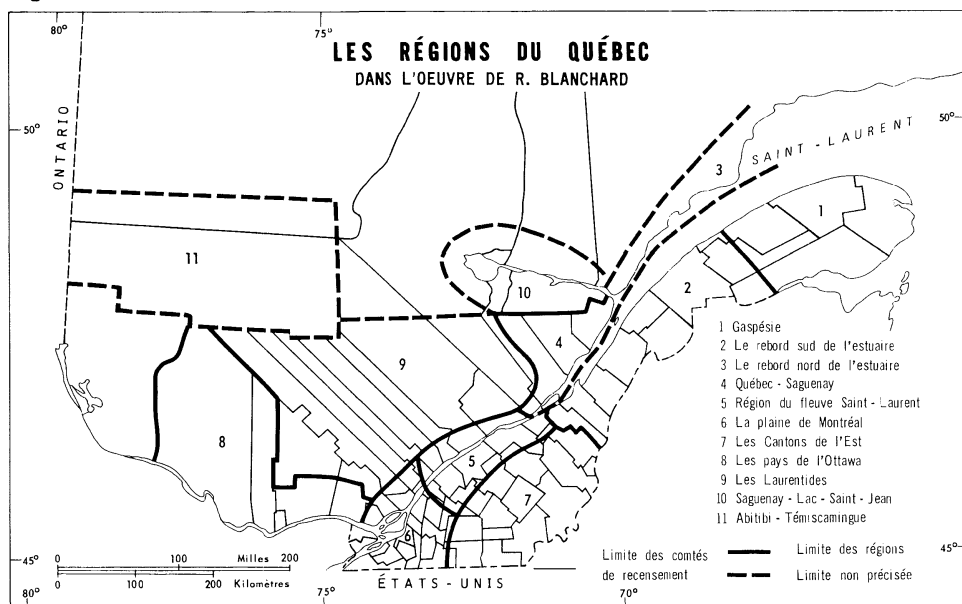 80°
75°
LES RÉGIONS DU QUÉBEC
DANS L'OEUVRE DE R. BLANCHARD
50°
50°
ONTARIO
SAINT-LAURENT
3
1
11
2
10
4
9
8
5
7
6
1 Gaspésie
2 Le rebord sud de l'estuaire
3 Le rebord nord de l'estuaire
4 Québec - Saguenay
5 Région du fleuve Saint-Laurent
6 La plaine de Montréal
7 Les Cantons de l'Est
8 Les pays de l'Ottawa
9 Les Laurentides
10 Saguenay-Lac-Saint-Jean
11 Abitibi-Témiscamingue
Limite des comtés de recensement
Limite des régions
Limite non précisée
45°
45°
0 100 Milles 200
0 100 200 Kilomètres
ÉTATS-UNIS
80°
75°
70°